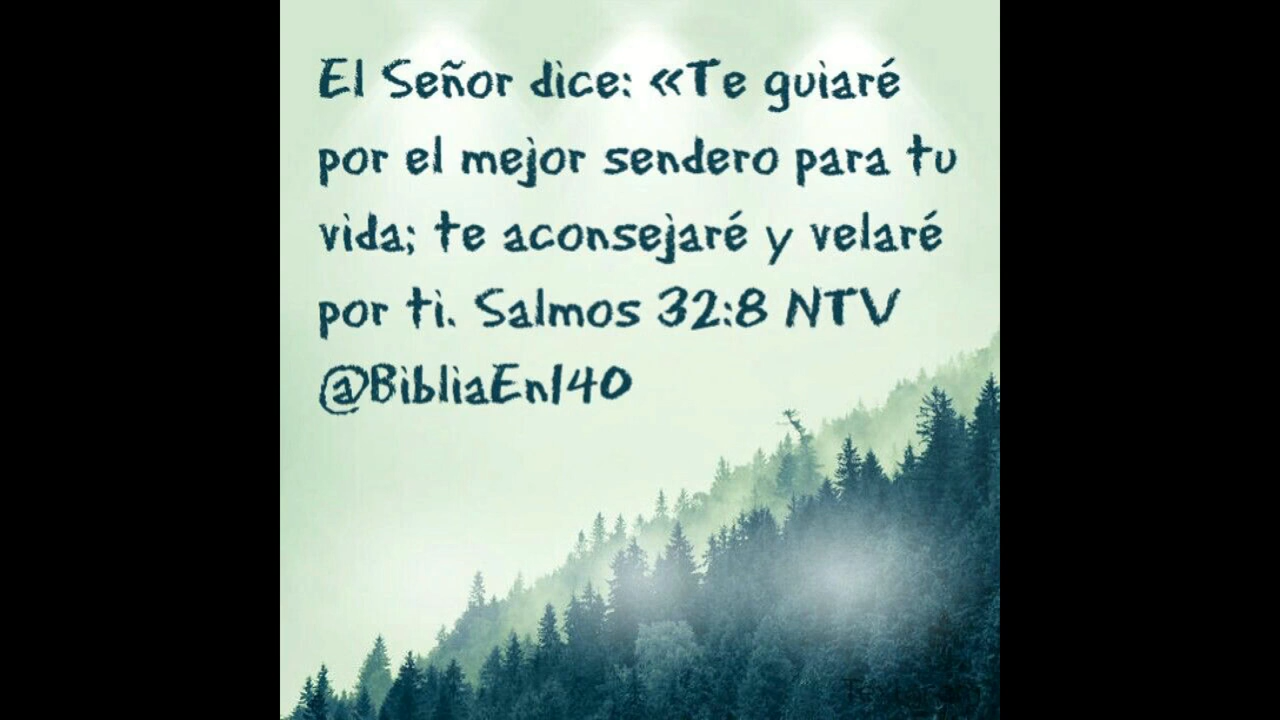 El Señor dice: «Te guiaré
por el mejor sendero para tu
vida; te aconsejaré y velaré
por ti. Salmos 32:8 NTV
@BibliaEn140